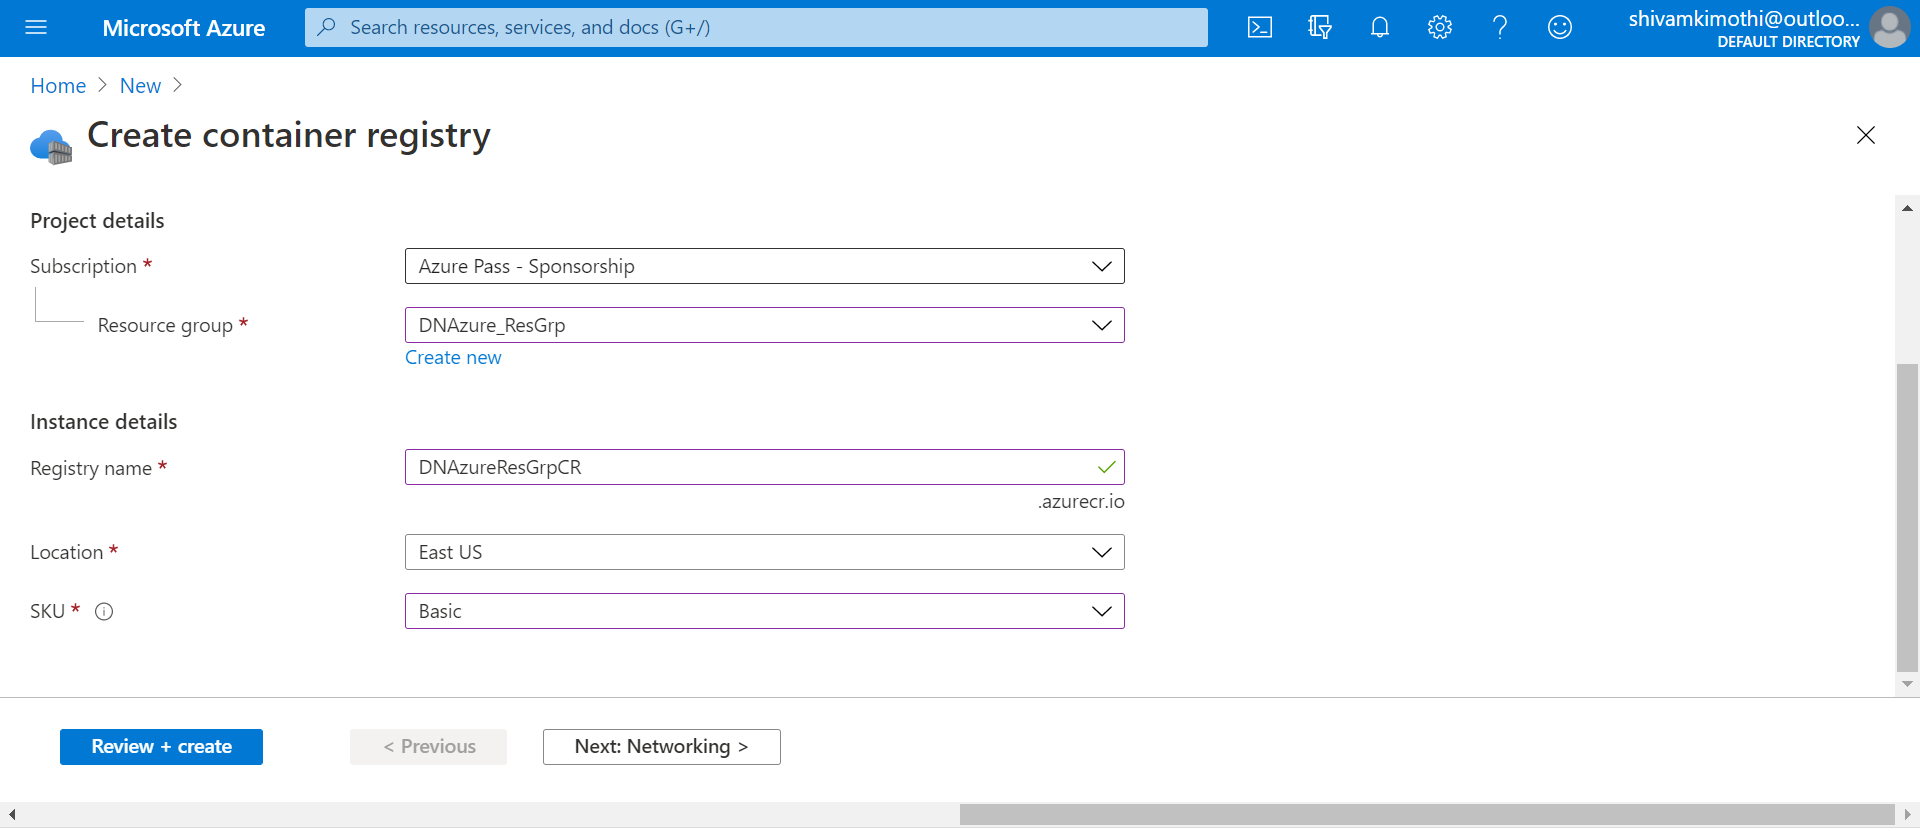 Microsoft Azure
Search resources, services, and docs (G+/)
shivamkimothi@outloo...
DEFAULT DIRECTORY
Home > New >
Create container registry
Project details
Subscription *
Azure Pass - Sponsorship
Resource group *
DNAzure_ResGrp
Create new
Instance details
Registry name *
DNAzureResGrpCR
.azurecr.io
Location *
East US
SKU *
Basic
Review + create
< Previous
Next: Networking >